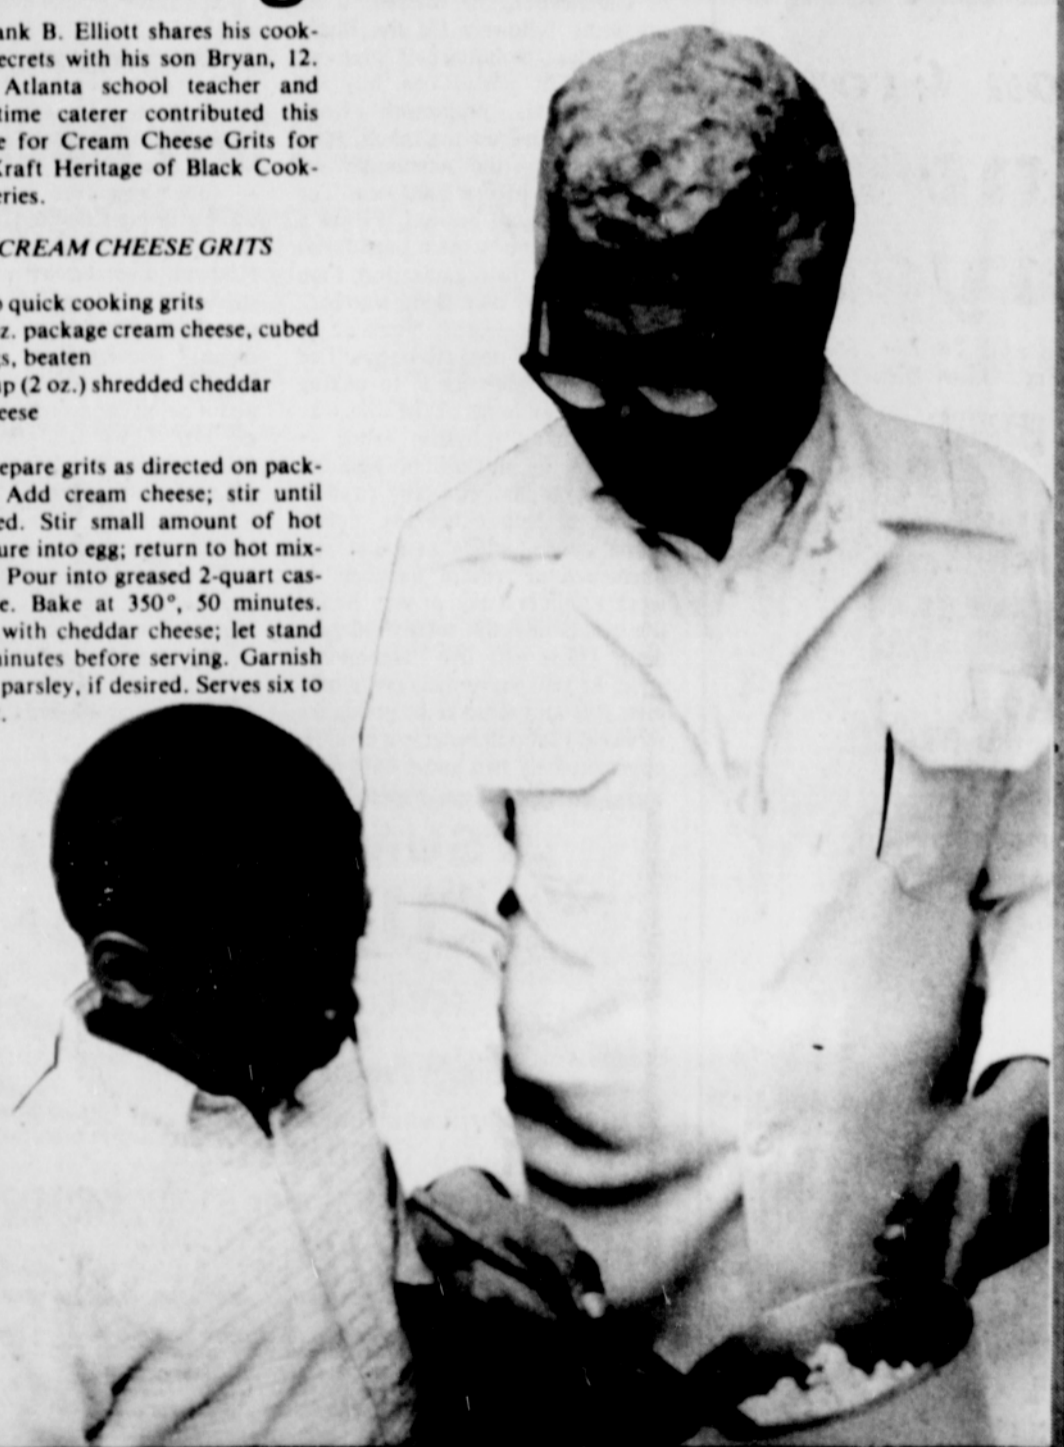 ank B. Elliott shares his cook-
ecrets with his son Bryan, 12.
Atlanta school teacher and
time caterer contributed this
e for Cream Cheese Grits for
Kraft Heritage of Black Cook-
eries.
CREAM CHEESE GRITS
quick cooking grits
z. package cream cheese, cubed
s, beaten
up (2 oz.) shredded cheddar
eese
epare grits as directed on pack-
Add cream cheese; stir until
ed. Stir small amount of hot
ure into egg; return to hot mix-
Pour into greased 2-quart cas-
e. Bake at 350°, 50 minutes.
with cheddar cheese; let stand
inutes before serving. Garnish
parsley, if desired. Serves six to